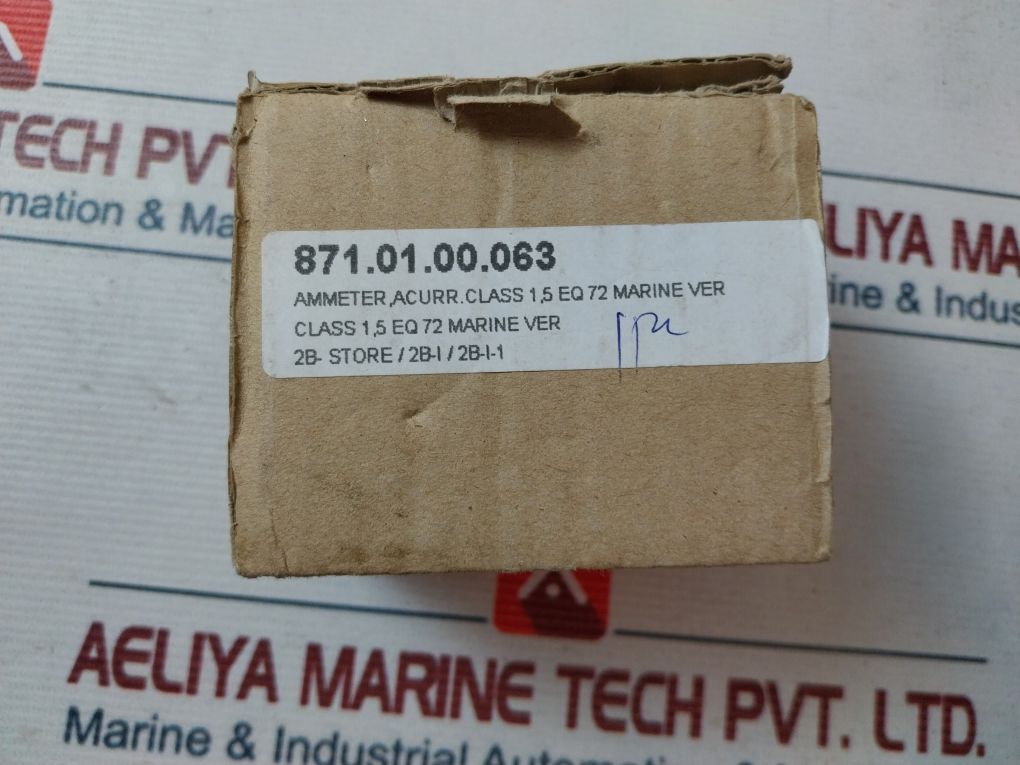 TECH PVT
mation & Ma
871.01.00.063
AMMETER,ACURR.CLASS 1,5 EQ 72 MARINE VER
CLASS 1,5 EQ 72 MARINE VER
2B- STORE / 2B-I / 2B-I-1
LIYA MA
ine & Indus
AELIYA MARINE TECH PVT. LTD.
Marine & Industrial Automation